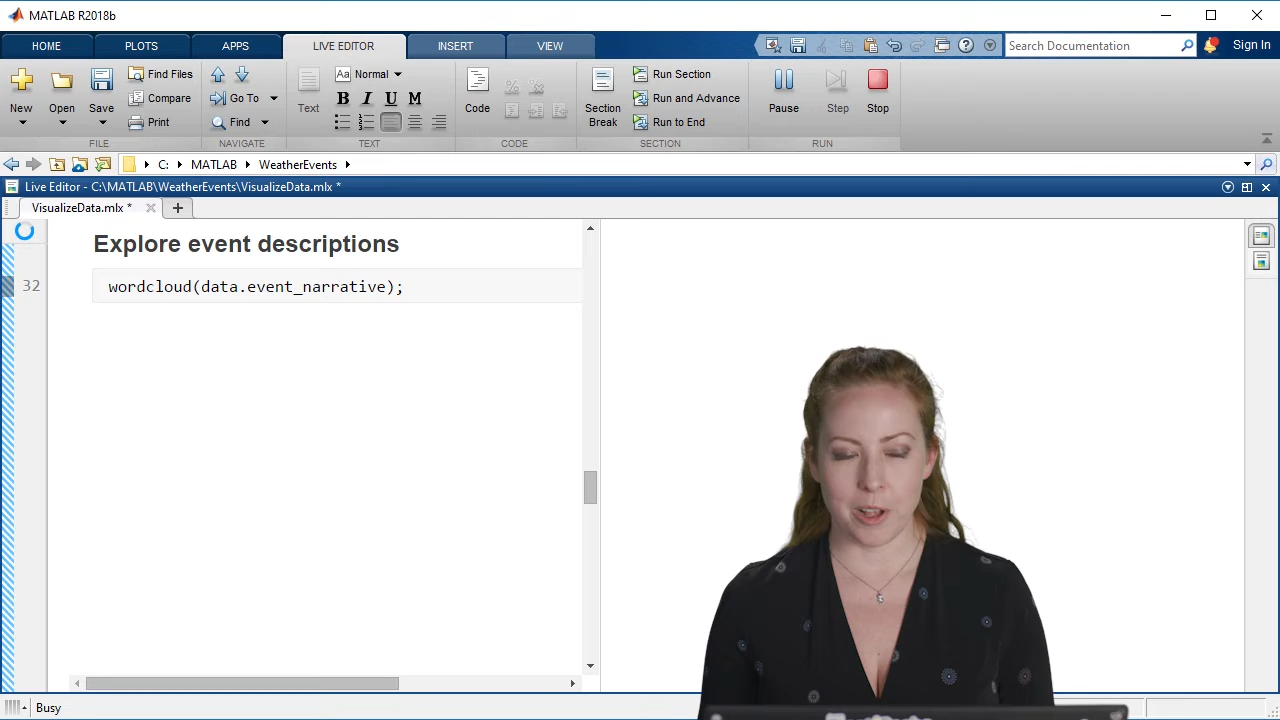 MATLAB R2018b
HOME PLOTS APPS LIVE EDITOR INSERT VIEW
Search Documentation
Sign In
New
Open
Save
Find Files
Compare
Print
FILE
Go To
Find
NAVIGATE
Text
Aa Normal
B I U M
TEXT
Code
CODE
Section
Break
Run Section
Run and Advance
Run to End
SECTION
Pause
Step
Stop
RUN
C: MATLAB WeatherEvents
Live Editor - C:\MATLAB\WeatherEvents\VisualizeData.mlx *
VisualizeData.mlx *
Explore event descriptions
32 wordcloud(data.event_narrative);
Busy